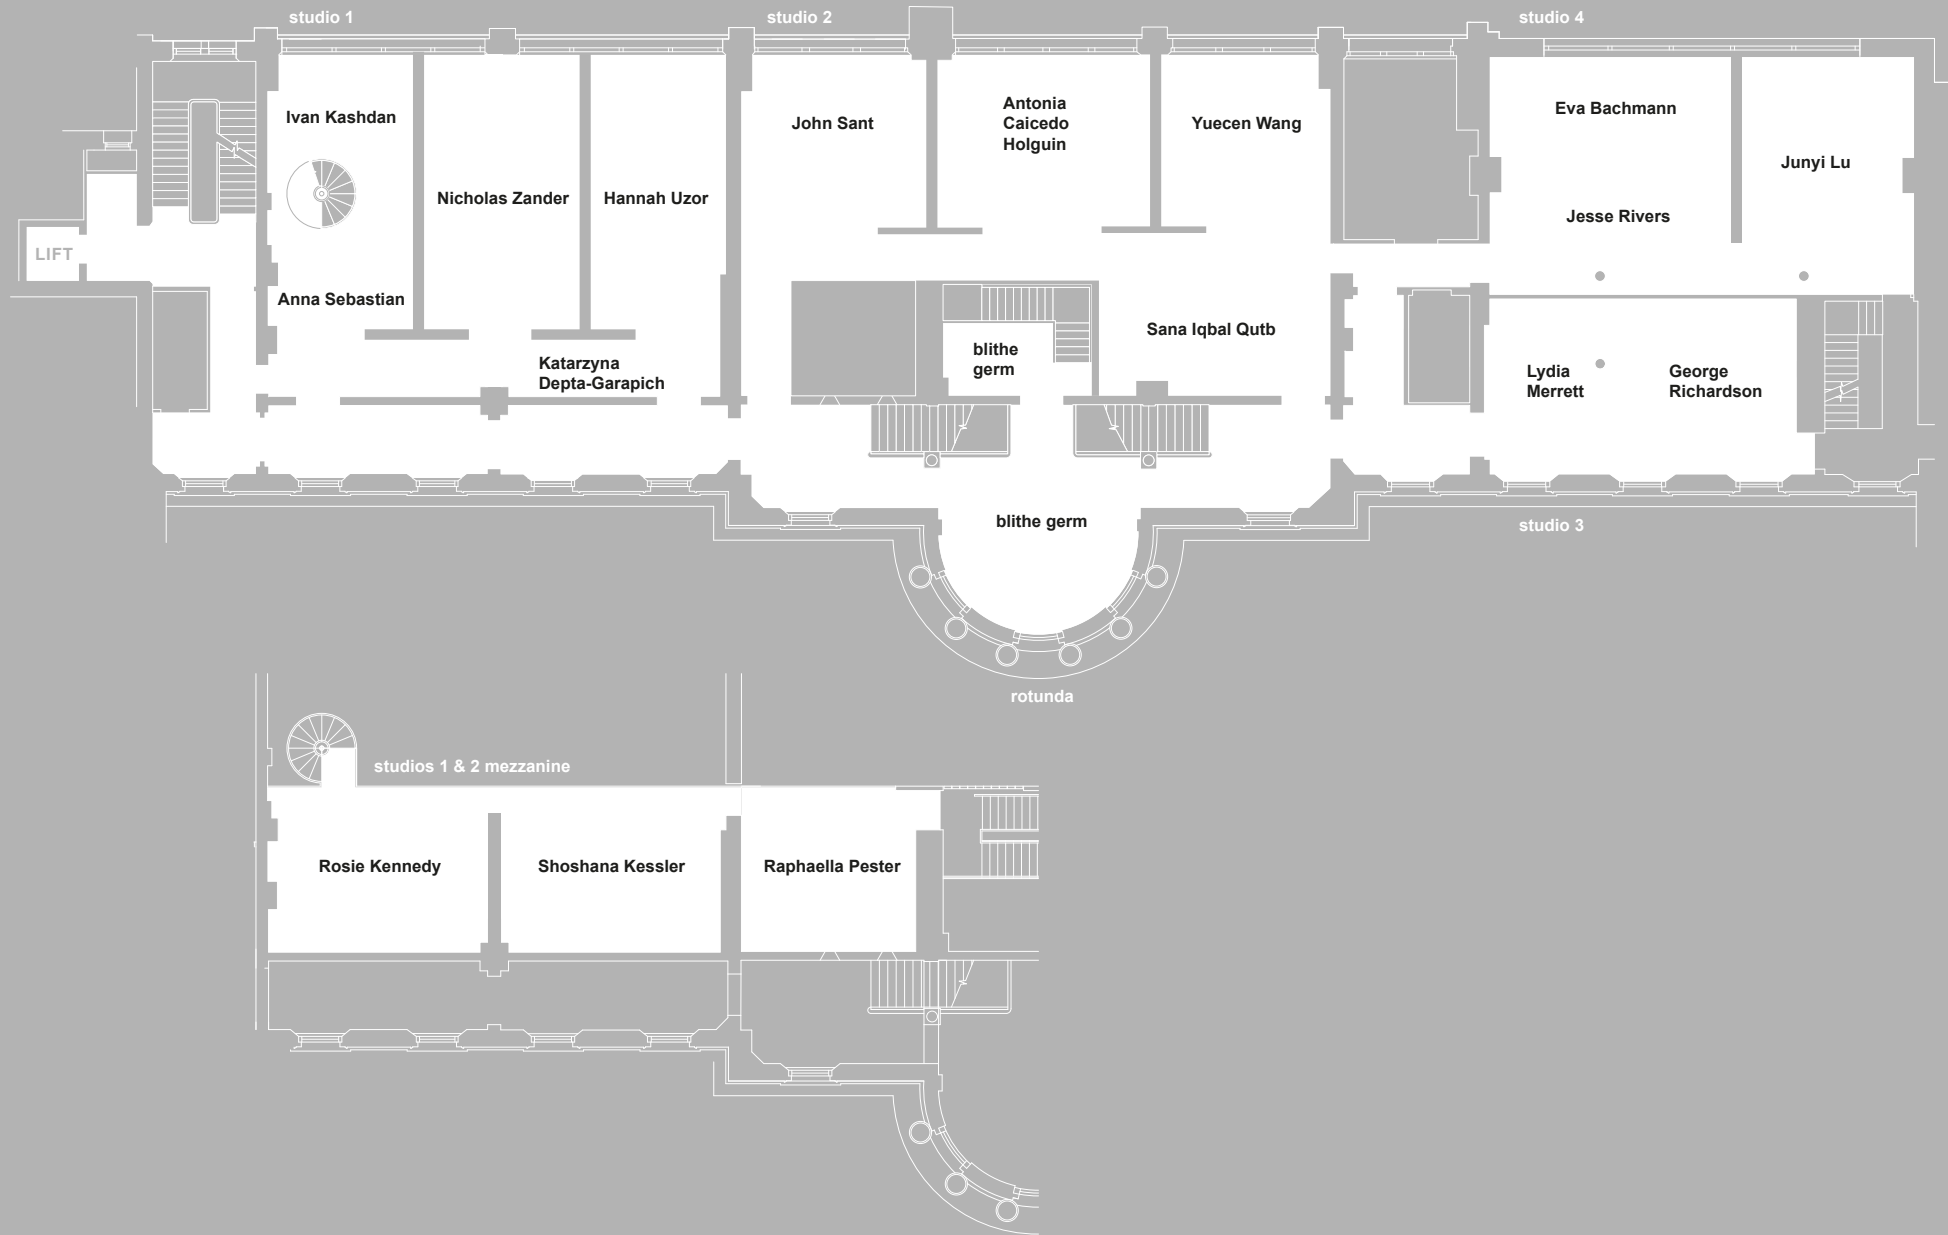 studio 1
studio 2
studio 4
Ivan Kashdan
John Sant
Antonia
Caicedo
Holguin
Yuecen Wang
Eva Bachmann
Junyi Lu
Nicholas Zander
Hannah Uzor
Jesse Rivers
LIFT
Anna Sebastian
Sana Iqbal Qutb
Katarzyna
Depta-Garapich
blithe
germ
Lydia
Merrett
George
Richardson
blithe germ
studio 3
rotunda
studios 1 & 2 mezzanine
Rosie Kennedy
Shoshana Kessler
Raphaella Pester